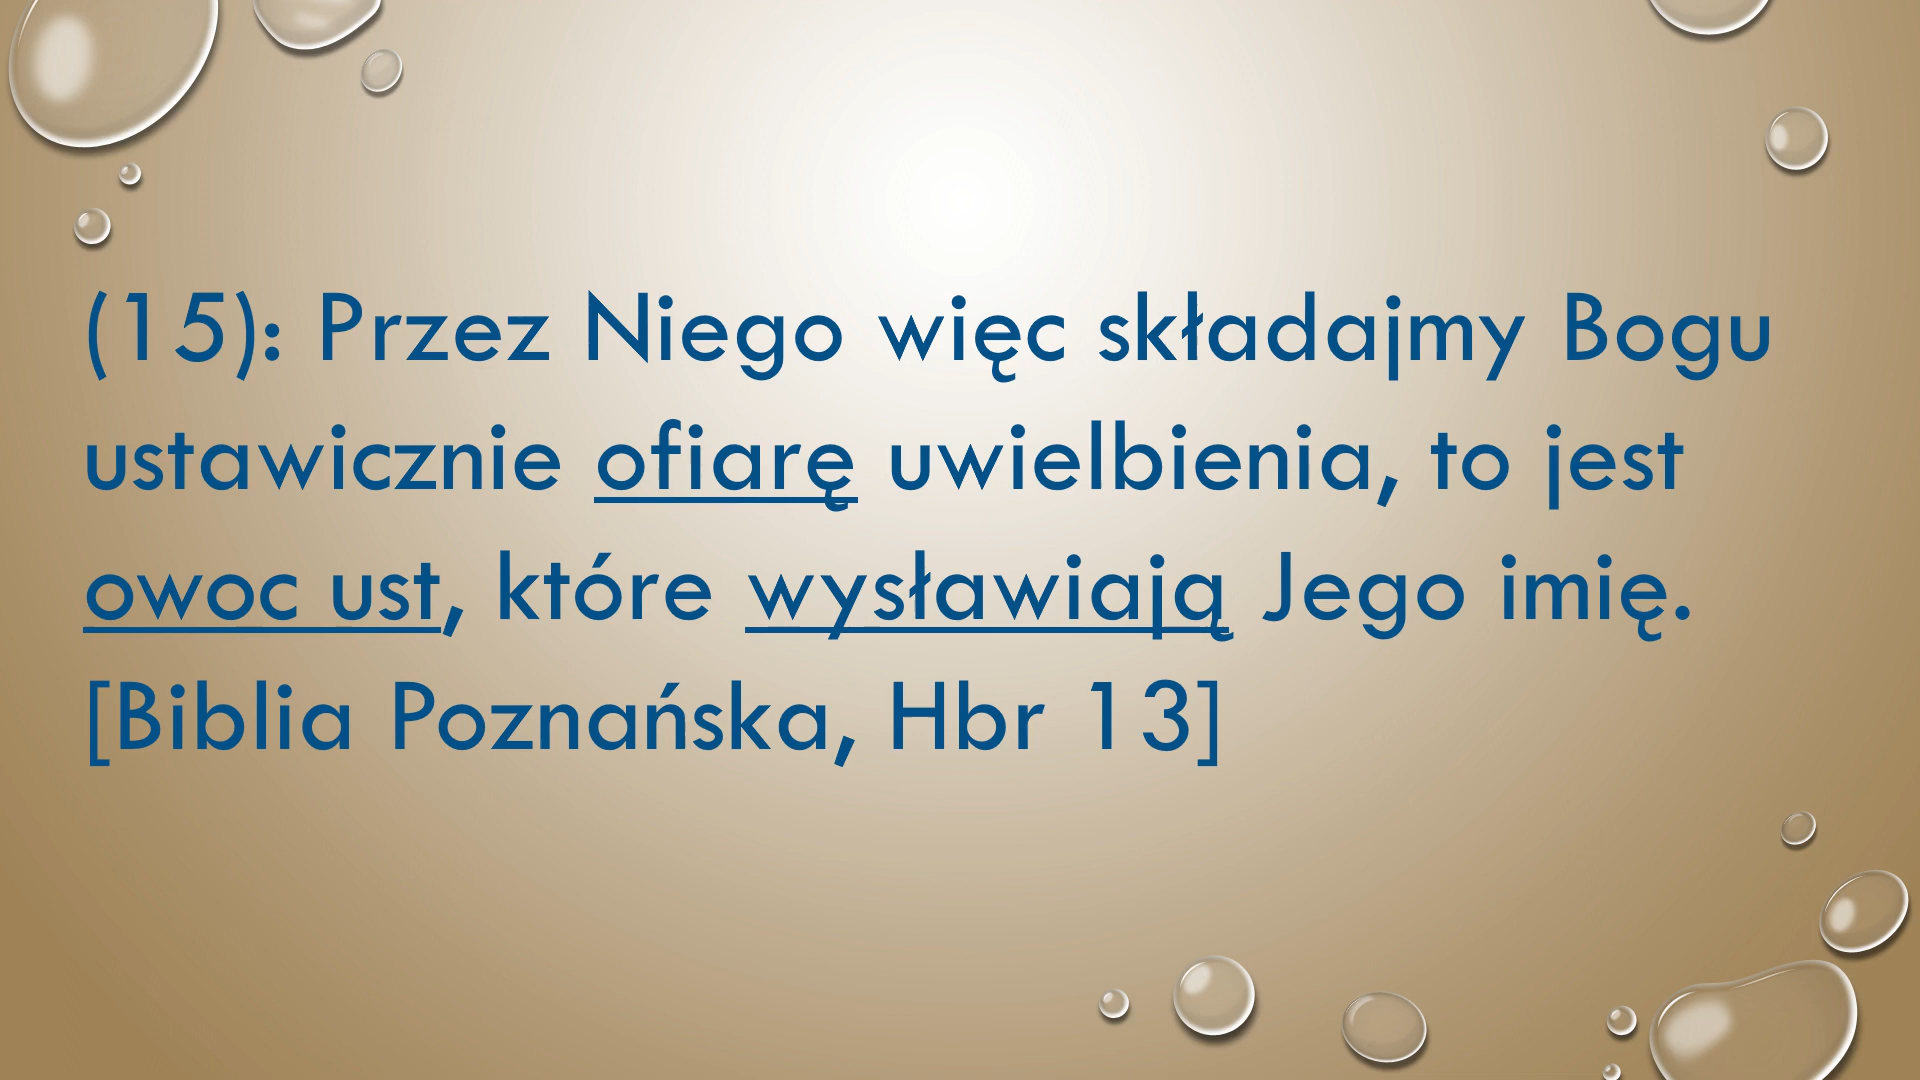 (15): Przez Niego więc składajmy Bogu
ustawicznie ofiarę uwielbienia, to jest
owoc ust, które wysławiają Jego imię.
[Biblia Poznańska, Hbr 13]